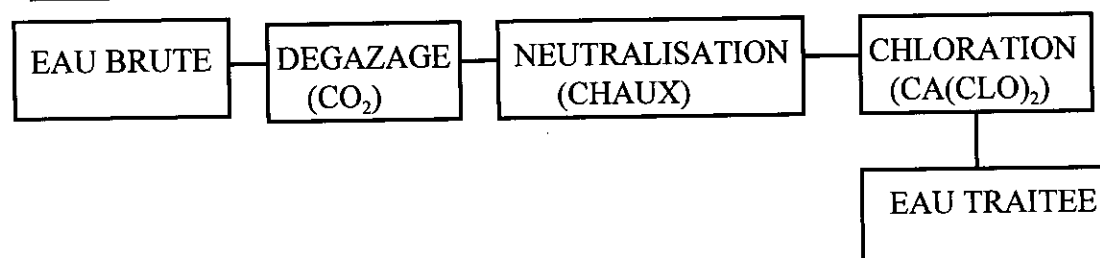 EAU BRUTE
DEGAZAGE
(CO₂)
NEUTRALISATION
(CHAUX)
CHLORATION
(CA(CLO)₂)
EAU TRAITEE